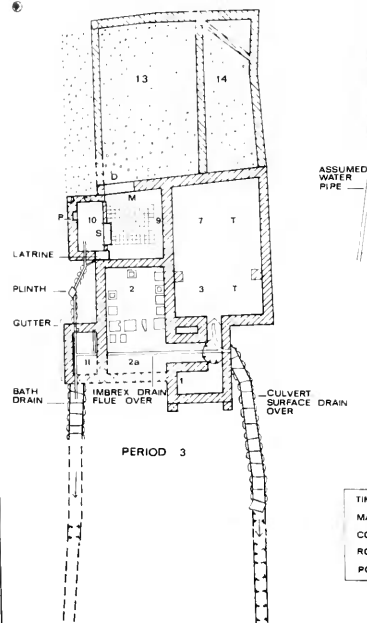 13
14
ASSUMED
WATER
PIPE
D
M
P
10
S
9
7
T
LATRINE
PLINTH
2
3
T
GUTTER
11
2a
BATH
DRAIN
IMBREX DRAIN
FLUE OVER
1
CULVERT
SURFACE DRAIN
OVER
PERIOD 3
TI
MA
CO
RO
PO